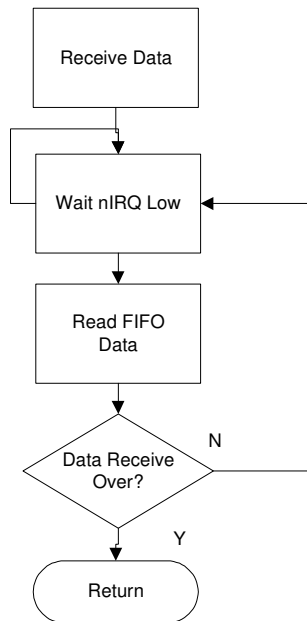 Receive Data
Wait nIRQ Low
Read FIFO
Data
N
Data Receive
Over?
Y
Return